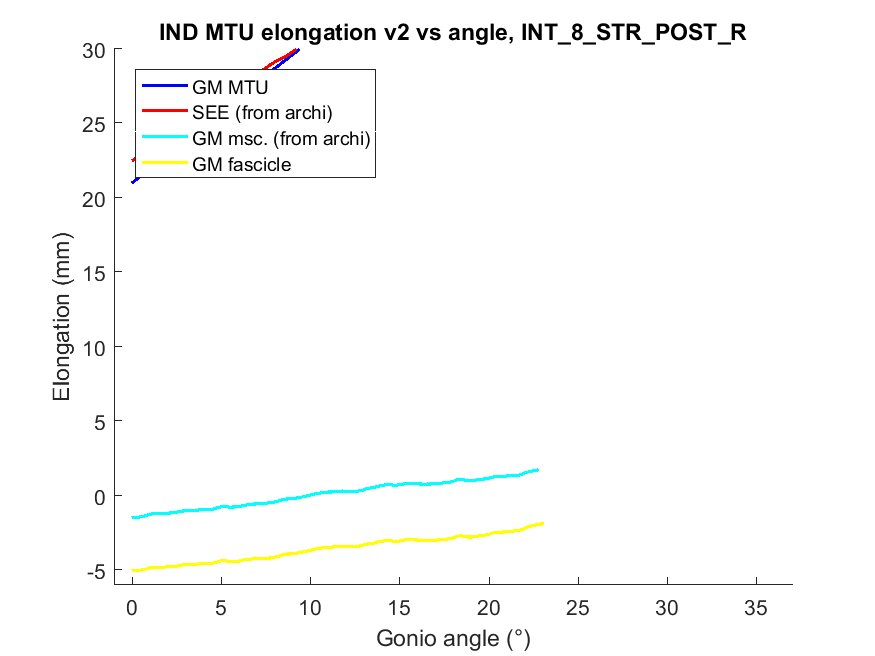 IND MTU elongation v2 vs angle, INT_8_STR_POST_R
30
25
20
15
10
5
0
-5
Elongation (mm)
GM MTU
SEE (from archi)
GM msc. (from archi)
GM fascicle
0 5 10 15 20 25 30 35
Gonio angle (°)